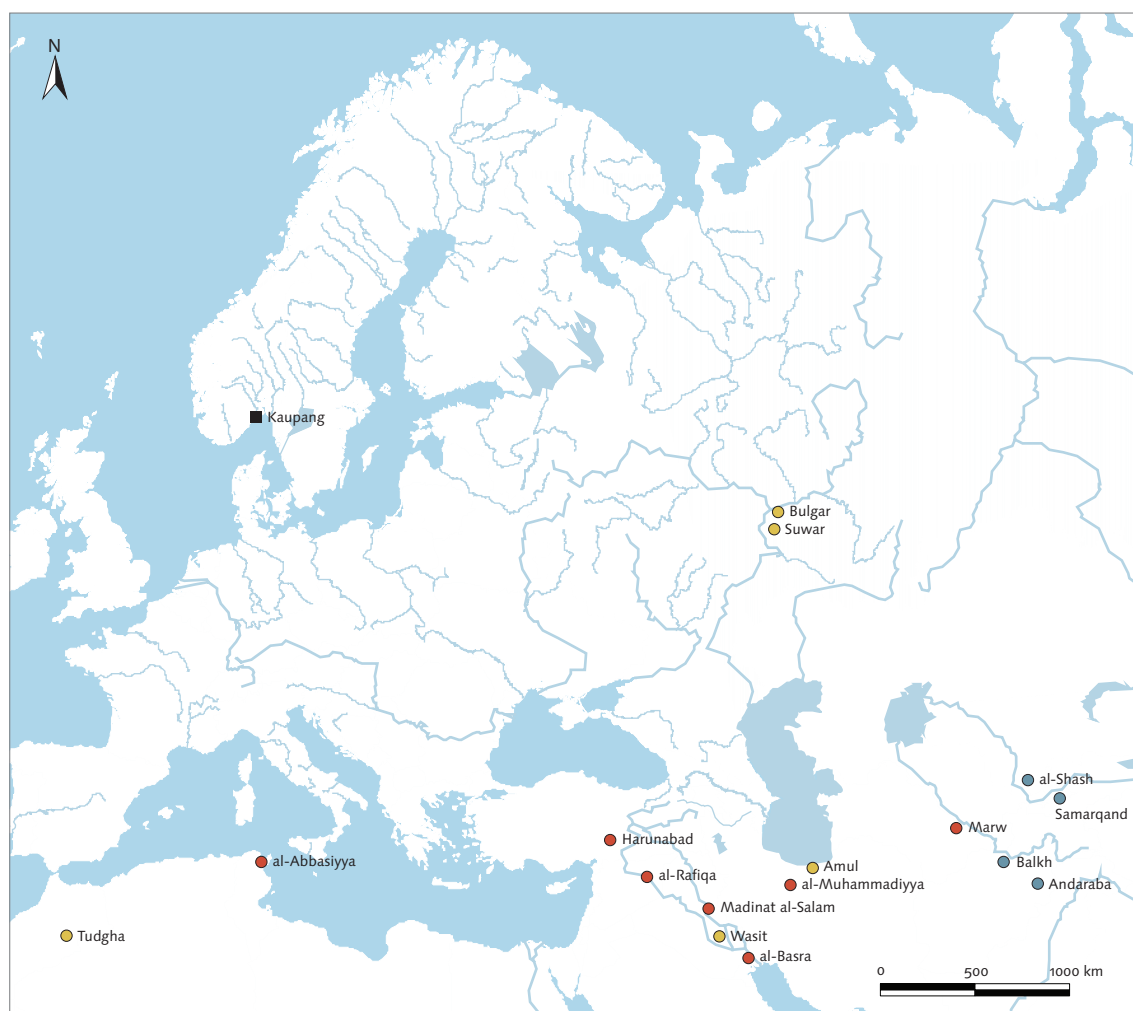 N
Kaupang
Bulgar
Suwar
al-Shash
Samarqand
Marw
Harunabad
al-Abbasiyya
Balkh
Amul
al-Rafiqa
al-Muhammadiyya
Andaraba
Madinat al-Salam
Tudgha
Wasit
al-Basra
0 500 1000 km